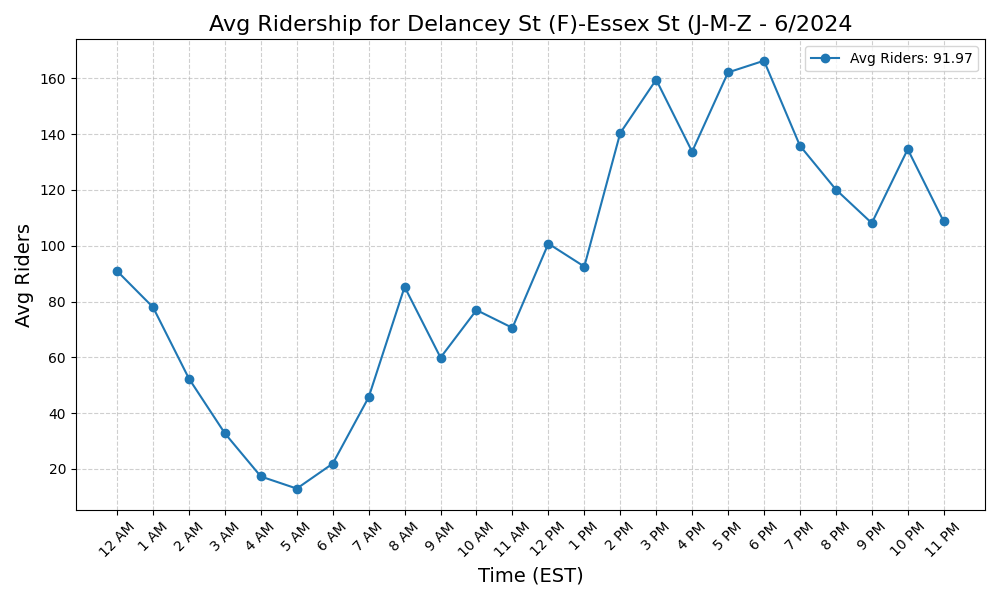 Avg Ridership for Delancey St (F)-Essex St (J-M-Z - 6/2024
Avg Riders: 91.97
Avg Riders
160
140
120
100
80
60
40
20
12 AM
1 AM
2 AM
3 AM
4 AM
5 AM
6 AM
7 AM
8 AM
9 AM
10 AM
11 AM
12 PM
1 PM
2 PM
3 PM
4 PM
5 PM
6 PM
7 PM
8 PM
9 PM
10 PM
11 PM
Time (EST)